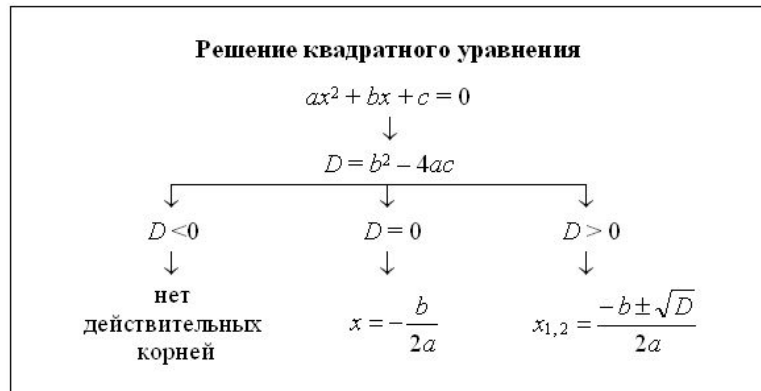 Решение квадратного уравнения
ax² + bx + c = 0
↓
D = b² – 4ac
↓ ↓ ↓
D <0 D = 0 D > 0
↓ ↓ ↓
нет
действительных
корней
x = –b/2a
x₁,₂ = (–b ± √D)/2a